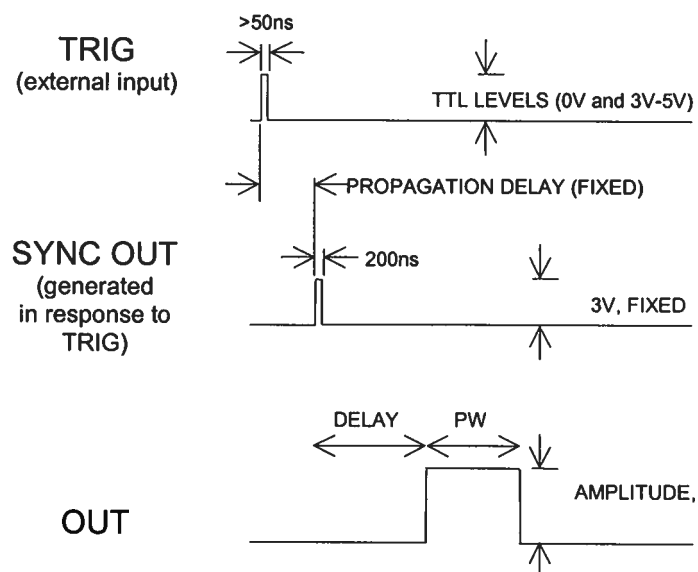 >50ns
TRIG
(external input)
TTL LEVELS (0V and 3V-5V)
PROPAGATION DELAY (FIXED)
SYNC OUT
(generated
in response to
TRIG)
200ns
3V, FIXED
DELAY
PW
AMPLITUDE,
OUT